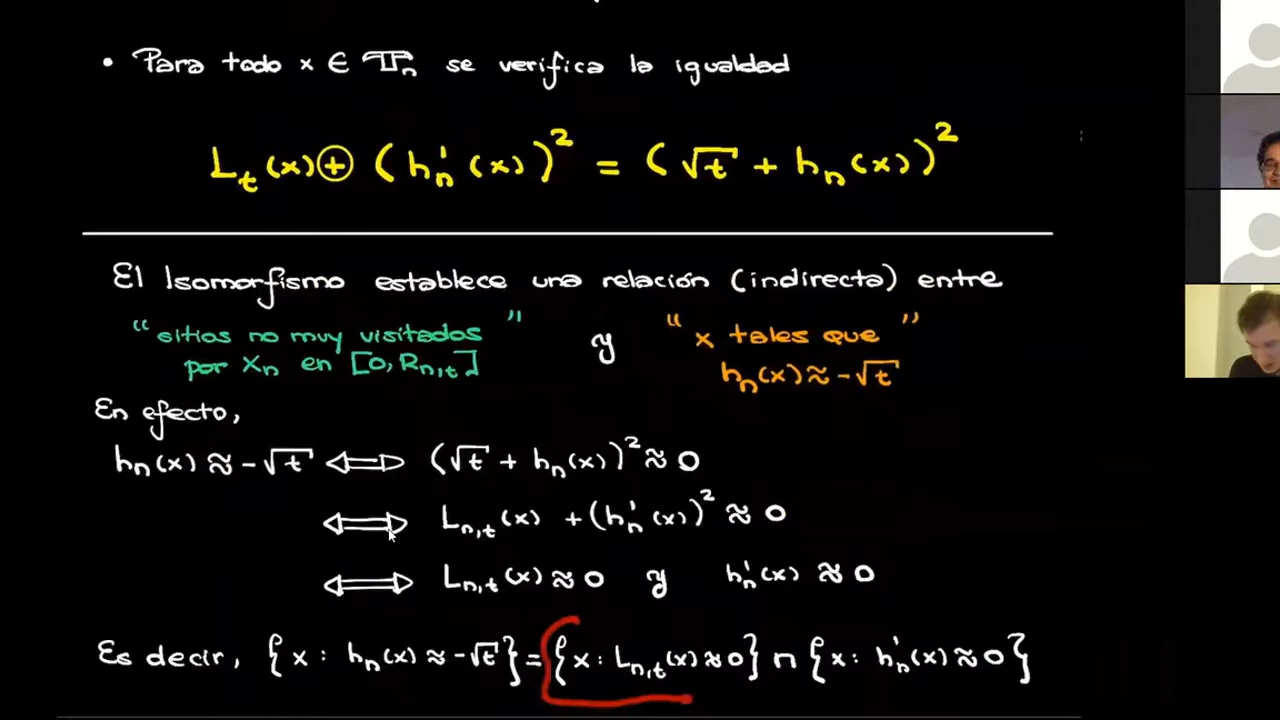 • Para todo x ∈ 𝕋n se verifica la igualdad
Lt(x) ⊕ (h'n(x))² = (√t + hn(x))²
El Isomorfismo establece una relación (indirecta) entre
"sitios no muy visitados por Xn en [0, Rn,t]" y "x tales que" hn(x) ≈ -√t
En efecto,
hn(x) ≈ -√t ⟺ (√t + hn(x))² ≈ 0
⟺ Ln,t(x) + (h'n(x))² ≈ 0
⟺ Ln,t(x) ≈ 0 y h'n(x) ≈ 0
Es decir, {x : hn(x) ≈ -√t} = {x : Ln,t(x) ≈ 0} ∩ {x : h'n(x) ≈ 0}